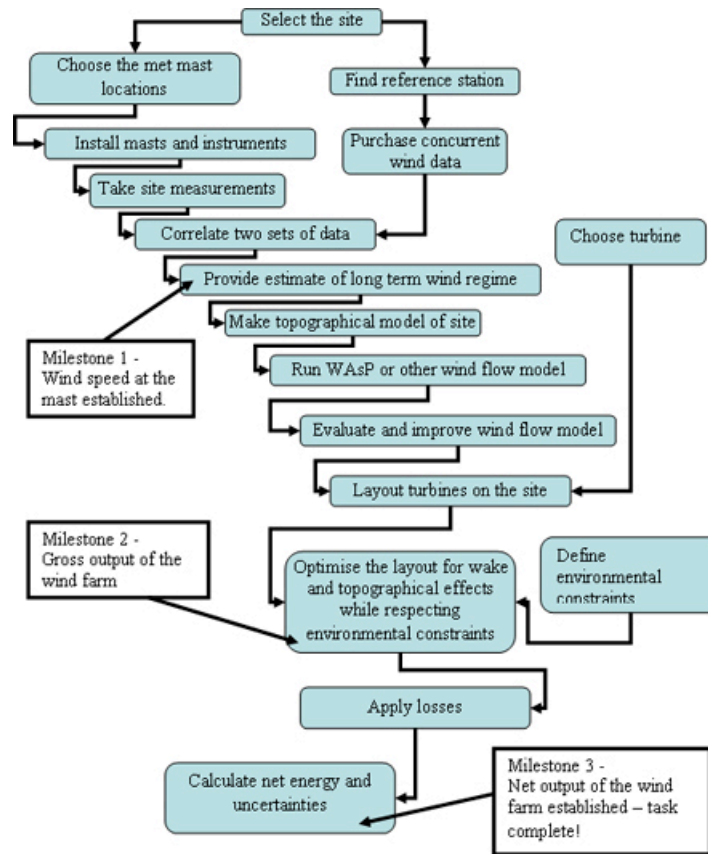 Select the site
Choose the met mast
locations
Find reference station
Install masts and instruments
Purchase concurrent
wind data
Take site measurements
Correlate two sets of data
Choose turbine
Provide estimate of long term wind regime
Make topographical model of site
Milestone 1 -
Wind speed at the
mast established.
Run WAsP or other wind flow model
Evaluate and improve wind flow model
Layout turbines on the site
Milestone 2 -
Gross output of the
wind farm
Optimise the layout for wake
and topographical effects
while respecting
environmental constraints
Define
environmental
constraints
Apply losses
Calculate net energy and
uncertainties
Milestone 3 -
Net output of the wind
farm established – task
complete!